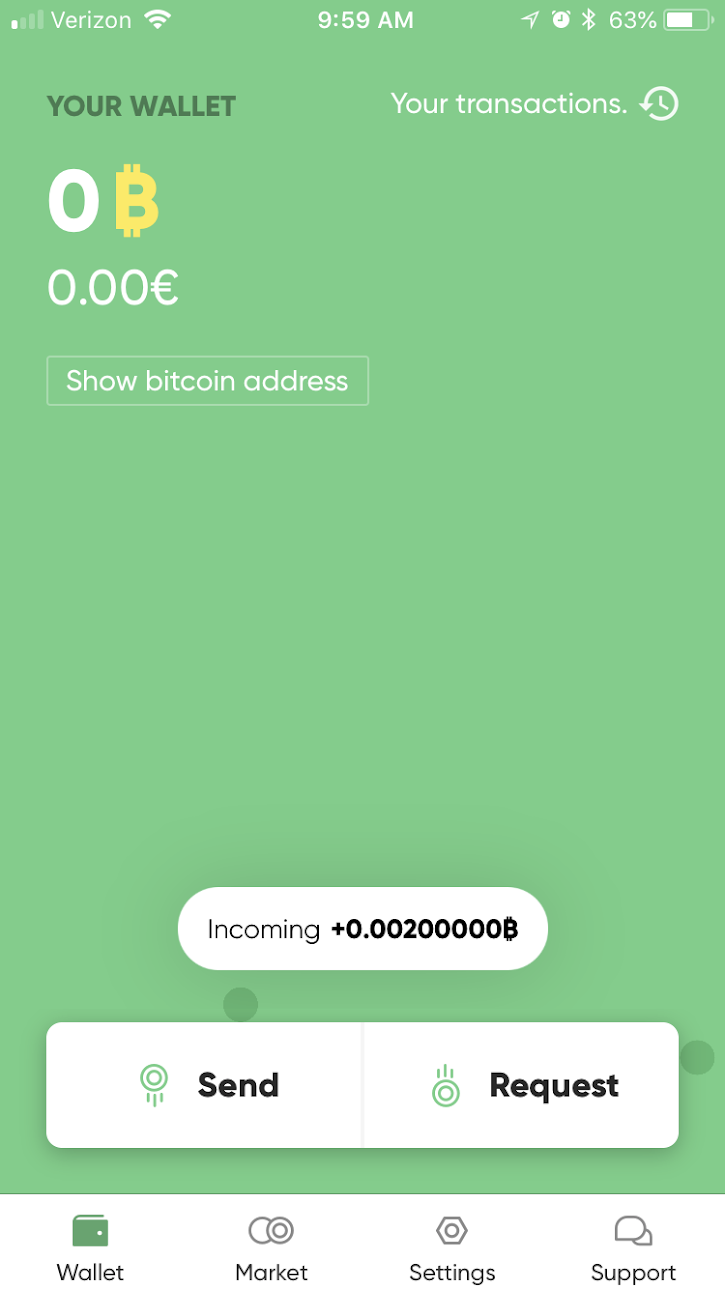 Verizon 9:59 AM 63%
YOUR WALLET Your transactions.
0 ₿
0.00€
Show bitcoin address
Incoming +0.00200000₿
Send Request
Wallet Market Settings Support